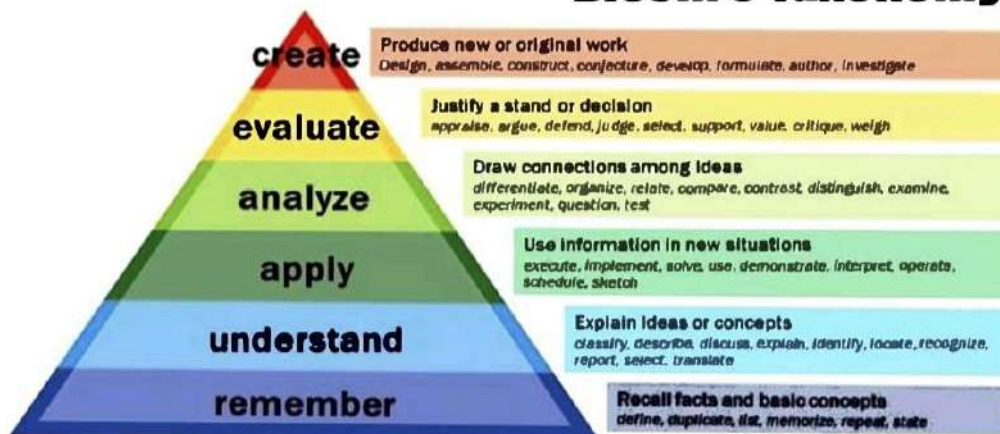 Bloom's Taxonomy
create
Produce new or original work
Design, assemble, construct, conjecture, develop, formulate, author, investigate
evaluate
Justify a stand or decision
appraise, argue, defend, judge, select, support, value, critique, weigh
analyze
Draw connections among ideas
differentiate, organize, relate, compare, contrast, distinguish, examine,
experiment, question, test
apply
Use information in new situations
execute, implement, solve, use, demonstrate, interpret, operate,
schedule, sketch
understand
Explain ideas or concepts
classify, describe, discuss, explain, identify, locate, recognize,
report, select, translate
remember
Recall facts and basic concepts
define, duplicate, list, memorize, repeat, state